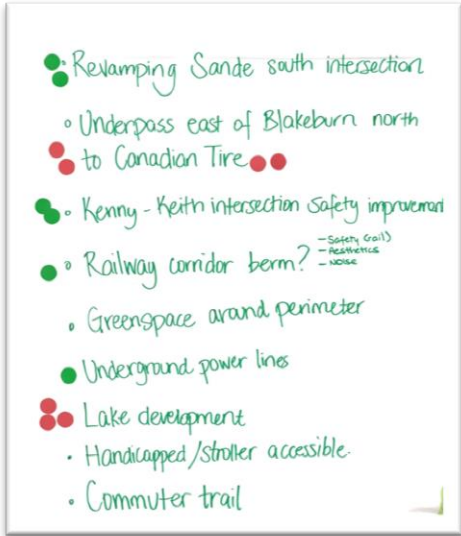 Revamping Sande south intersection
Underpass east of Blakeburn north
to Canadian Tire
Kenny - Keith intersection safety improvement
Railway corridor berm?
- Safety (rail)
- Aesthetics
- Noise
Greenspace around perimeter
Underground power lines
Lake development
Handicapped/stroller accessible.
Commuter trail